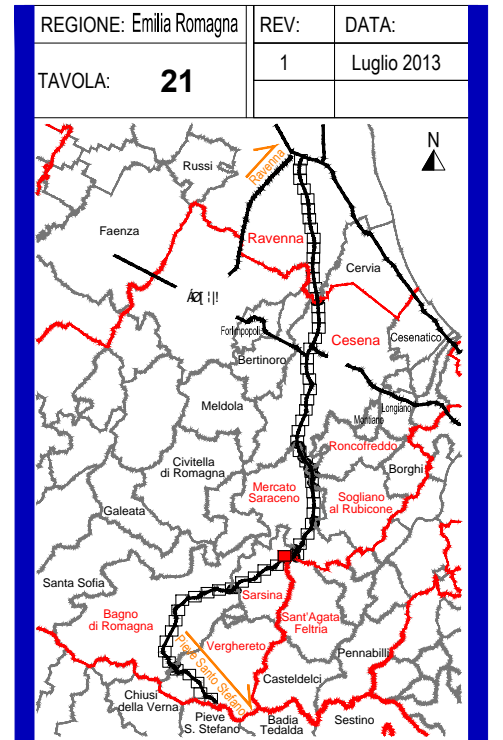 REGIONE: Emilia Romagna
REV:
DATA:
TAVOLA: 21
1
Luglio 2013
N
Russi
Ravenna
Faenza
Ravenna
Cervia
Forlimpopoli
Cesena
Cesenatico
Bertinoro
Meldola
Longiano
Montiano
Roncofreddo
Civitella
di Romagna
Borghi
Mercato
Saraceno
Sogliano
al Rubicone
Galeata
Santa Sofia
Sarsina
Bagno
di Romagna
Sant'Agata
Feltria
Verghereto
Pieve Santo Stefano
Pennabilli
Casteldelci
Chiusi
della Verna
Pieve
S. Stefano
Badia
Tedalda
Sestino